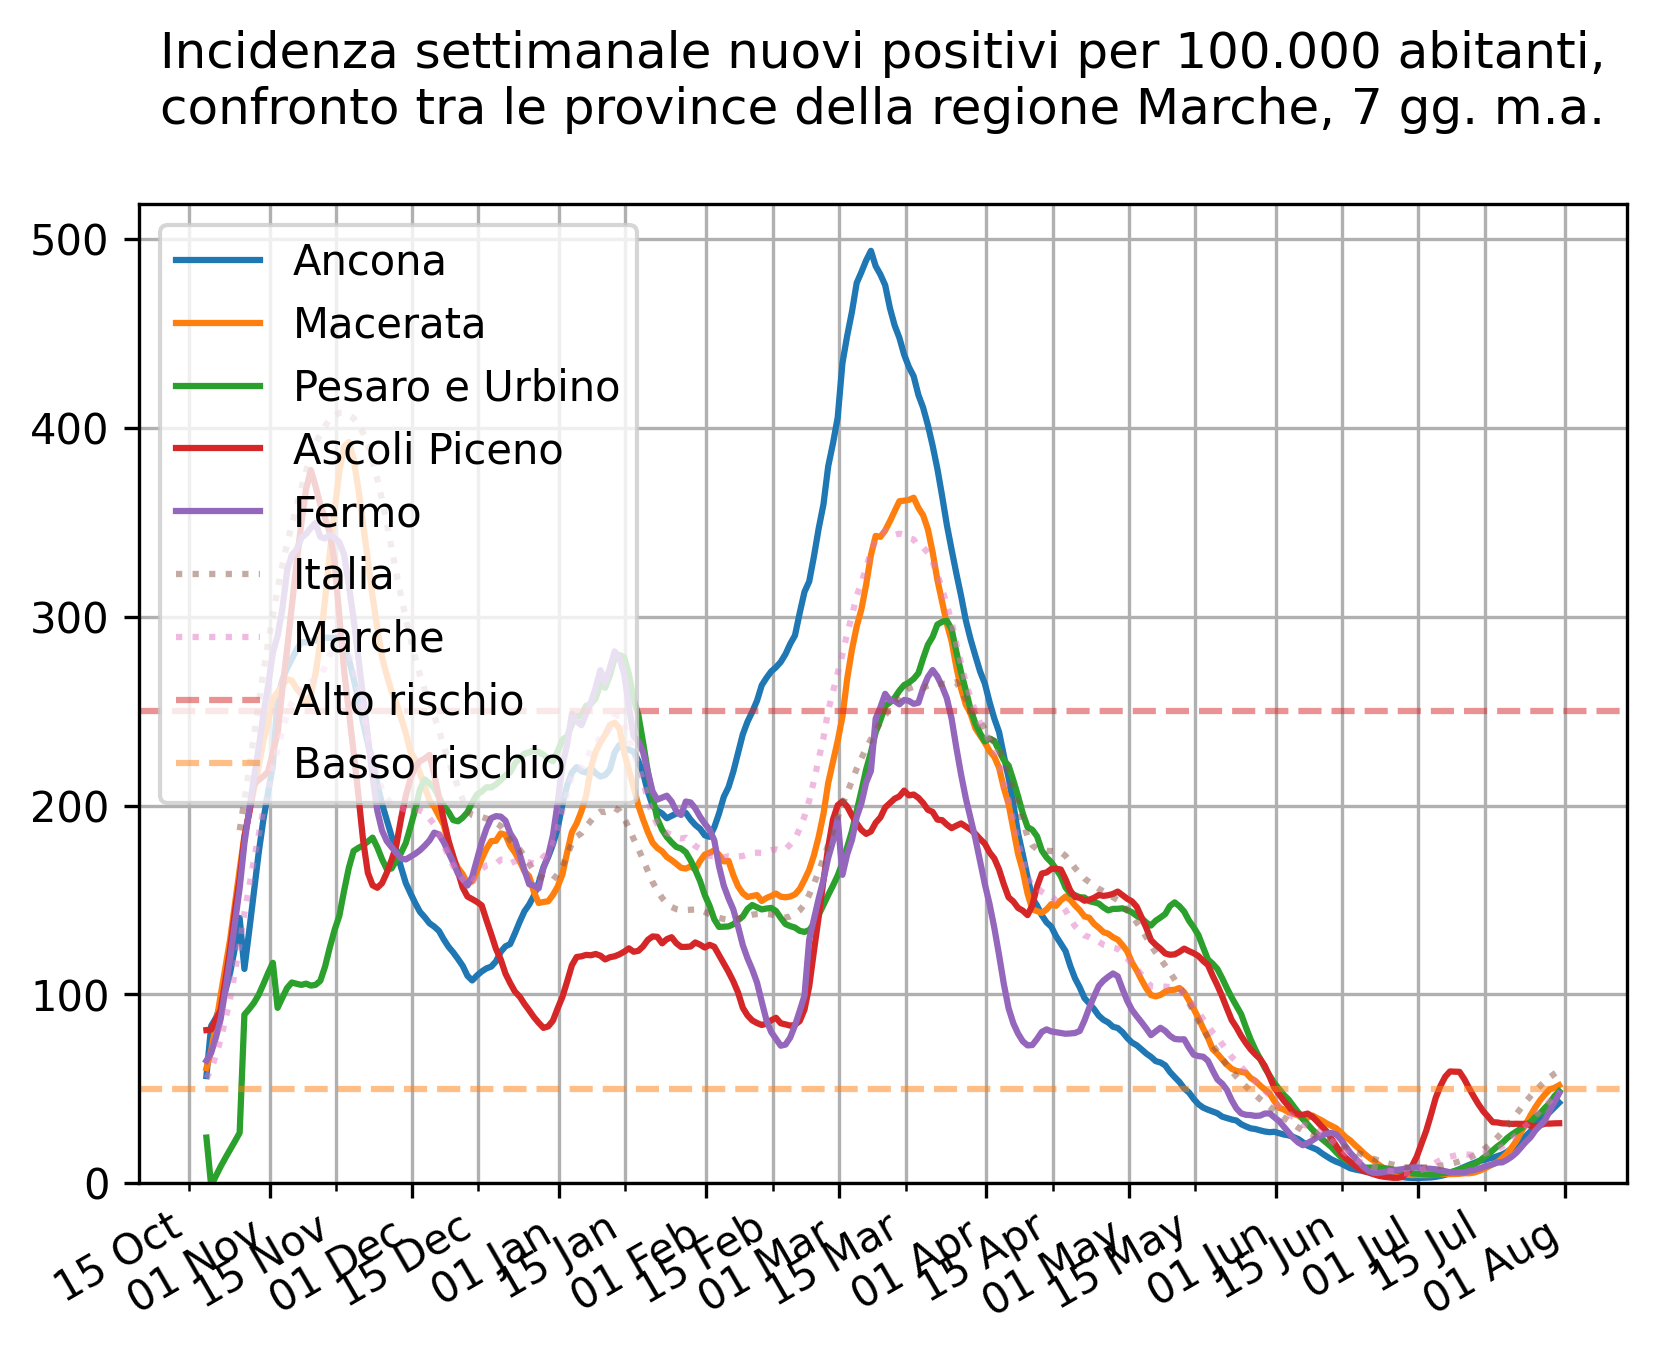 Incidenza settimanale nuovi positivi per 100.000 abitanti,
confronto tra le province della regione Marche, 7 gg. m.a.
500
400
300
200
100
0
Ancona
Macerata
Pesaro e Urbino
Ascoli Piceno
Fermo
Italia
Marche
Alto rischio
Basso rischio
15 Oct
01 Nov
15 Nov
01 Dec
15 Dec
01 Jan
15 Jan
01 Feb
15 Feb
01 Mar
15 Mar
01 Apr
15 Apr
01 May
15 May
01 Jun
15 Jun
01 Jul
15 Jul
01 Aug